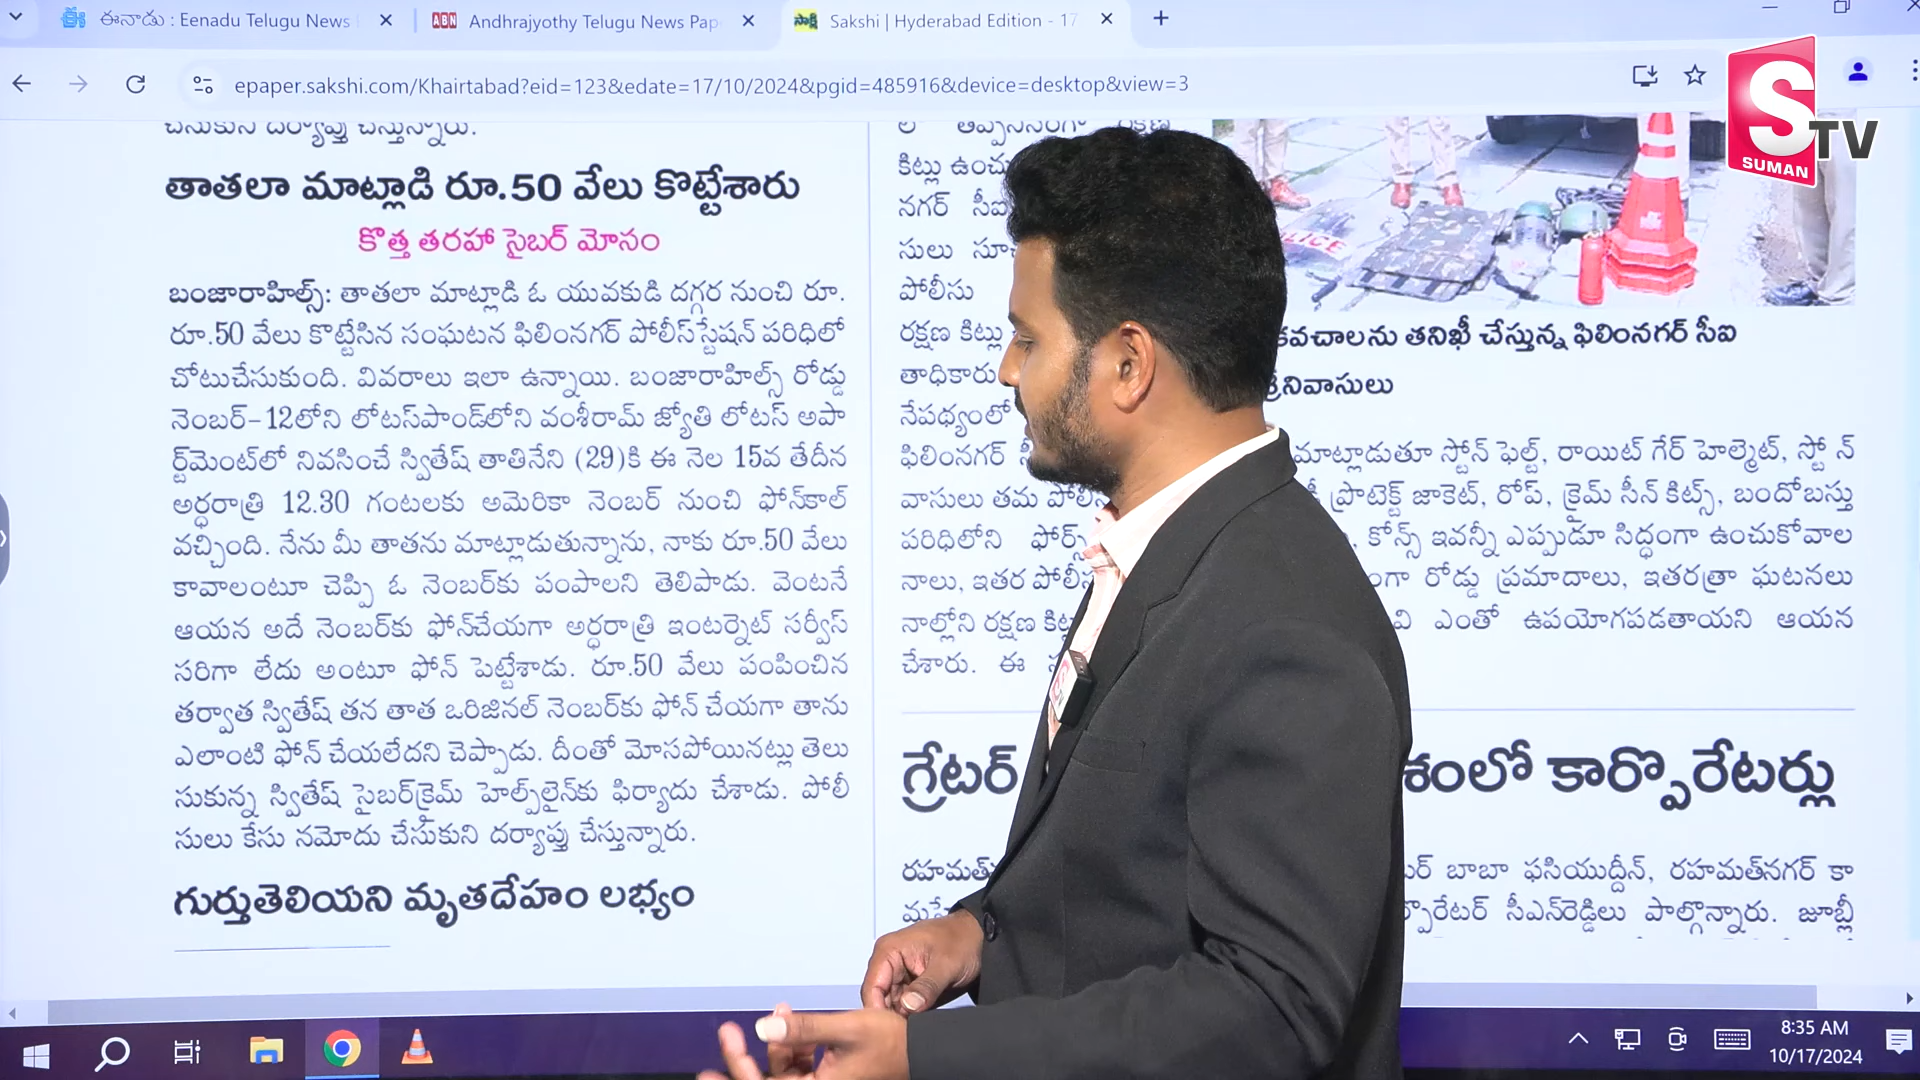 ఈనాడు : Eenadu Telugu News
ABN Andhrajyothy Telugu News Pap
సాక్షి Sakshi | Hyderabad Edition - 17
epaper.sakshi.com/Khairtabad?eid=123&edate=17/10/2024&pgid=485916&device=desktop&view=3
S TV
SUMAN
తాతలా మాట్లాడి రూ.50 వేలు కొట్టేశారు
కొత్త తరహా సైబర్ మోసం
బంజారాహిల్స్: తాతలా మాట్లాడి ఓ యువకుడి దగ్గర నుంచి రూ.
రూ.50 వేలు కొట్టేసిన సంఘటన ఫిలింనగర్ పోలీస్‌స్టేషన్ పరిధిలో
చోటుచేసుకుంది. వివరాలు ఇలా ఉన్నాయి. బంజారాహిల్స్ రోడ్డు
నెంబర్–12లోని లోటస్‌పాండ్‌లోని వంశీరామ్ జ్యోతి లోటస్ అపా
ర్ట్‌మెంట్‌లో నివసించే స్వితేష్ తాతినేని (29)కి ఈ నెల 15వ తేదీన
అర్ధరాత్రి 12.30 గంటలకు అమెరికా నెంబర్ నుంచి ఫోన్‌కాల్
వచ్చింది. నేను మీ తాతను మాట్లాడుతున్నాను, నాకు రూ.50 వేలు
కావాలంటూ చెప్పి ఓ నెంబర్‌కు పంపాలని తెలిపాడు. వెంటనే
ఆయన అదే నెంబర్‌కు ఫోన్‌చేయగా అర్ధరాత్రి ఇంటర్నెట్ సర్వీస్
సరిగా లేదు అంటూ ఫోన్ పెట్టేశాడు. రూ.50 వేలు పంపించిన
తర్వాత స్వితేష్ తన తాత ఒరిజినల్ నెంబర్‌కు ఫోన్ చేయగా తాను
ఎలాంటి ఫోన్ చేయలేదని చెప్పాడు. దీంతో మోసపోయినట్లు తెలు
సుకున్న స్వితేష్ సైబర్‌క్రైమ్ హెల్ప్‌లైన్‌కు ఫిర్యాదు చేశాడు. పోలీ
సులు కేసు నమోదు చేసుకుని దర్యాప్తు చేస్తున్నారు.
గుర్తుతెలియని మృతదేహం లభ్యం
కిట్లు
నగర్ సీఐ
సులు
పోలీసు
రక్షణ కిట్లు
నేపథ్యంలో
ఫిలింనగర్
వాసులు తమ
పరిధిలోని
నాలు, ఇతర
నాల్లోని రక్షణ
చేశారు. ఈ
కవచాలను తనిఖీ చేస్తున్న ఫిలింనగర్ సీఐ
శ్రీనివాసులు
మాట్లాడుతూ స్టోన్ ఫెల్ట్, రాయిట్ గేర్ హెల్మెట్, స్టోన్
ప్రొటెక్ట్ జాకెట్, రోప్, క్రైమ్ సీన్ కిట్స్, బందోబస్తు
కోన్స్ ఇవన్నీ ఎప్పుడూ సిద్ధంగా ఉంచుకోవాల
రోడ్డు ప్రమాదాలు, ఇతరత్రా ఘటనలు
ఎంతో ఉపయోగపడతాయని ఆయన
గ్రేటర్ కార్పొరేటర్లు
బాబా ఫసియుద్దీన్, రహమత్‌నగర్ కా
ర్పొరేటర్ సీఎన్‌రెడ్డిలు పాల్గొన్నారు. జూబ్లీ
8:35 AM
10/17/2024